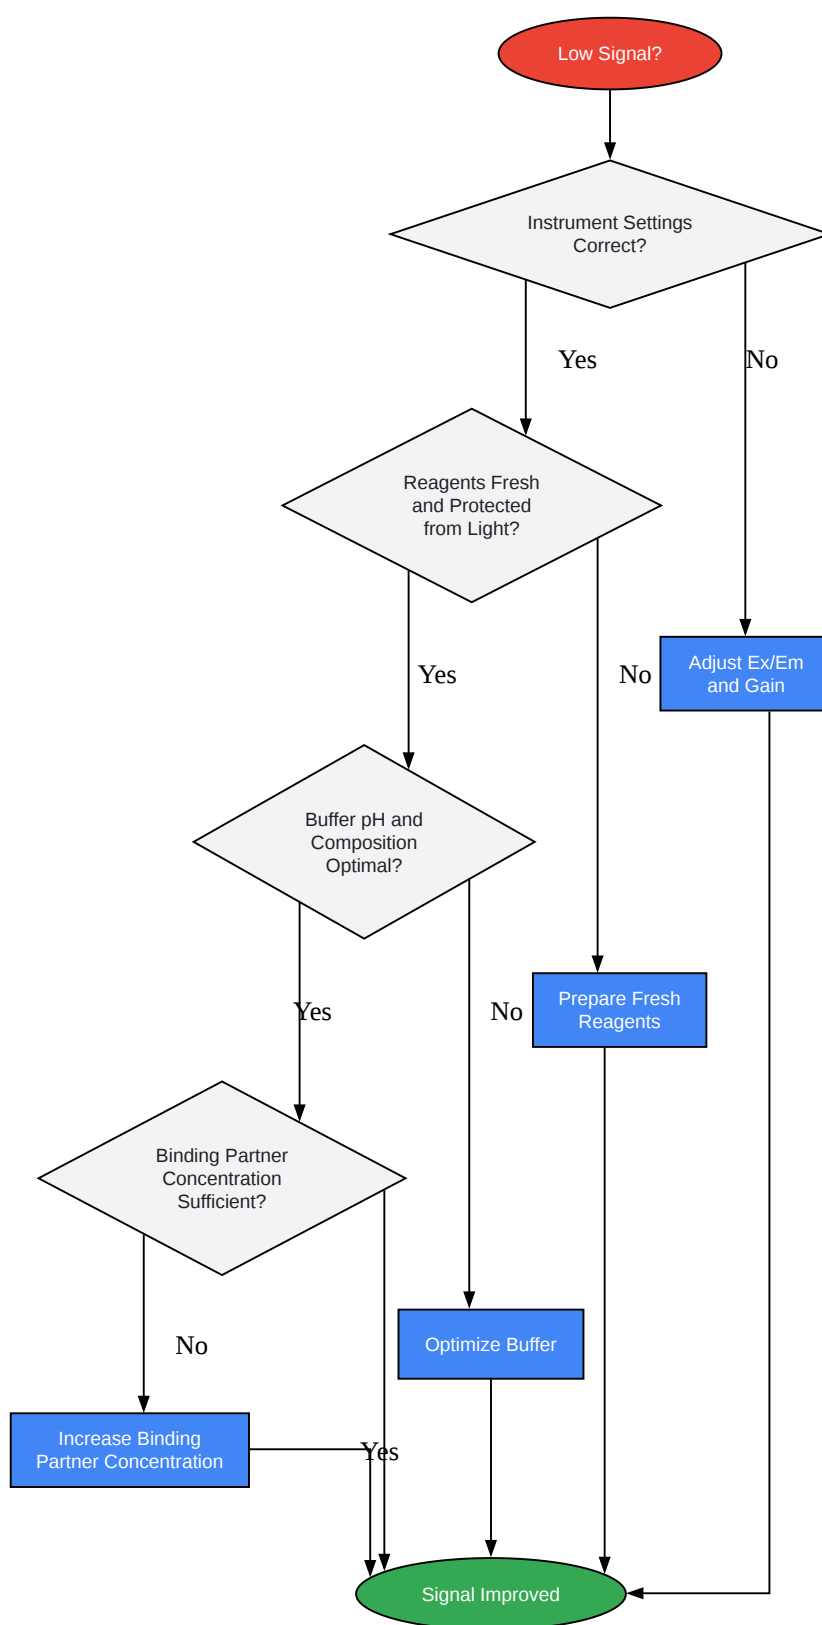 Low Signal?
Instrument Settings
Correct?
Yes
No
Reagents Fresh
and Protected
from Light?
Yes
No
Adjust Ex/Em
and Gain
Buffer pH and
Composition
Optimal?
Yes
No
Prepare Fresh
Reagents
Binding Partner
Concentration
Sufficient?
No
Optimize Buffer
Increase Binding
Partner Concentration
Yes
Signal Improved